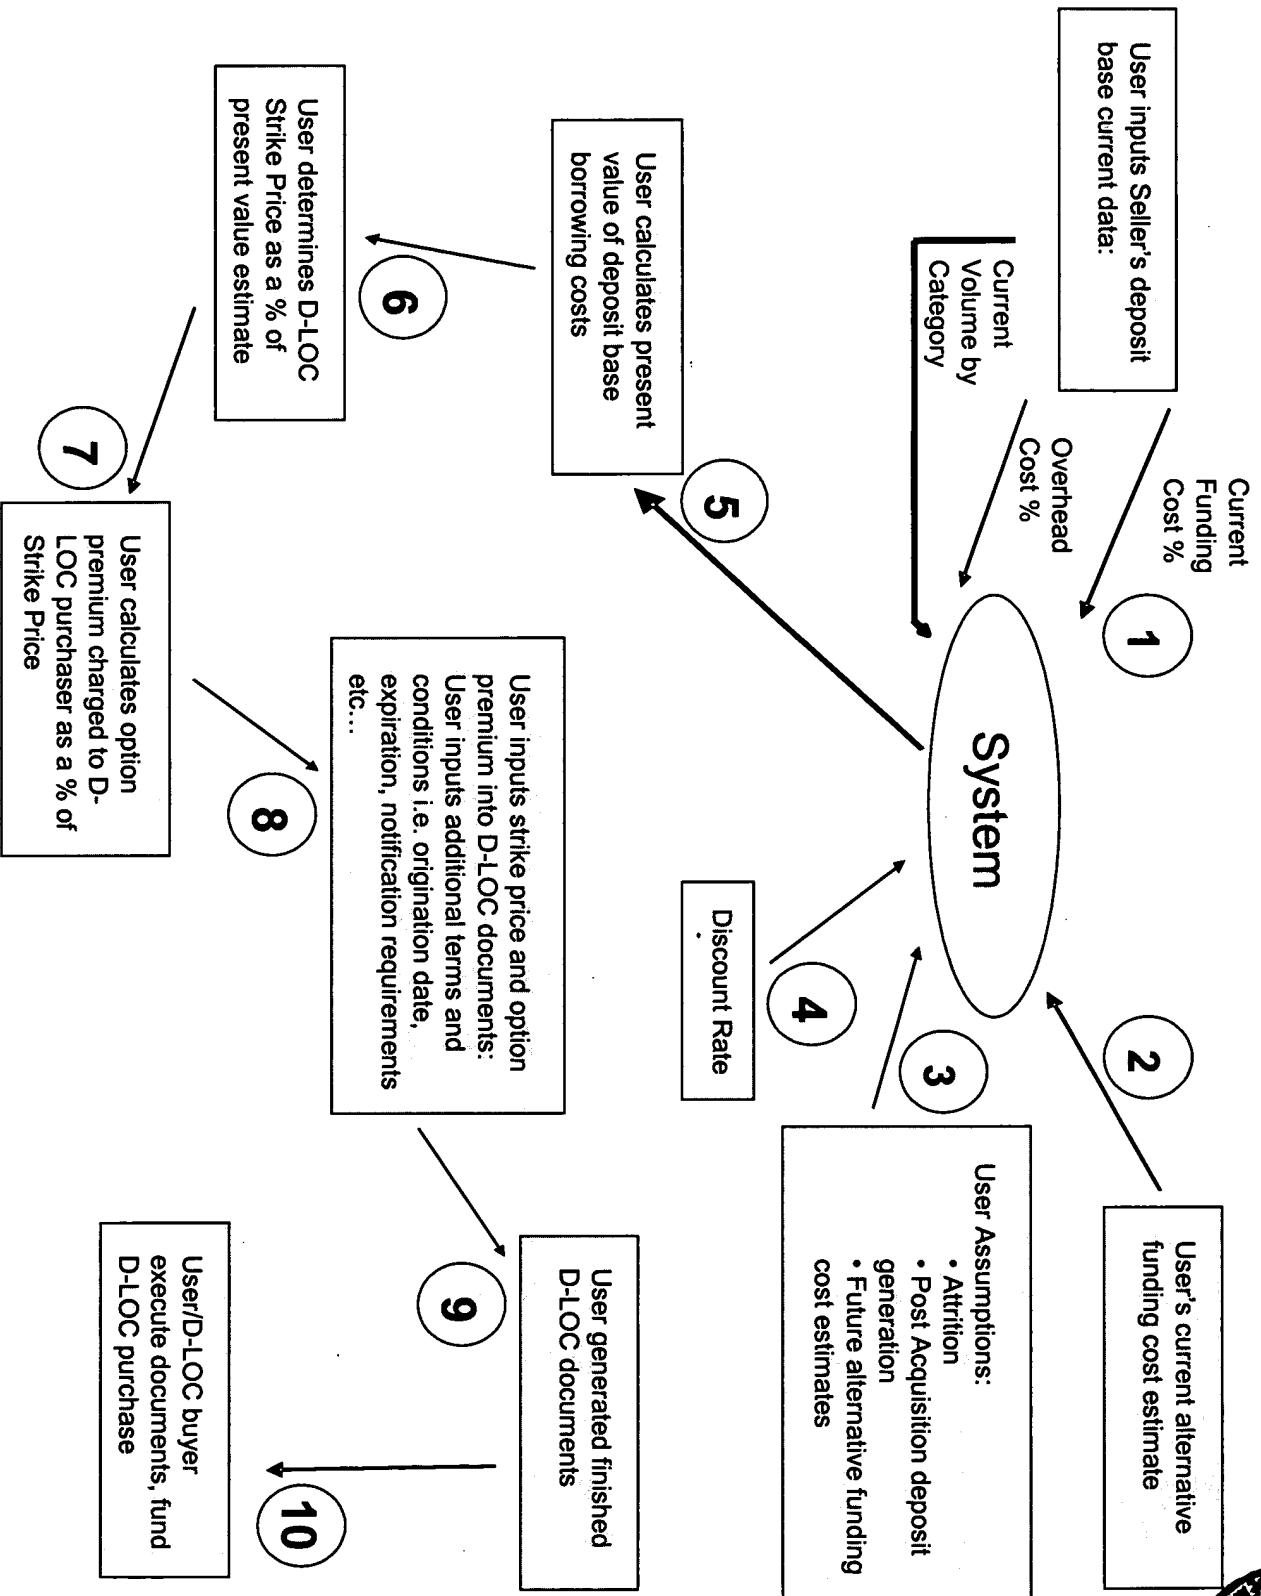 User inputs Seller's deposit
base current data:
Current
Funding
Cost %
Overhead
Cost %
Current
Volume by
Category
1
System
2
User's current alternative
funding cost estimate
3
User Assumptions:
• Attrition
• Post Acquisition deposit
generation
• Future alternative funding
cost estimates
4
Discount Rate
5
User calculates present
value of deposit base
borrowing costs
6
User determines D-LOC
Strike Price as a % of
present value estimate
7
User calculates option
premium charged to D-
LOC purchaser as a % of
Strike Price
8
User inputs strike price and option
premium into D-LOC documents:
User inputs additional terms and
conditions i.e. origination date,
expiration, notification requirements
etc...
9
User generated finished
D-LOC documents
10
User/D-LOC buyer
execute documents, fund
D-LOC purchase